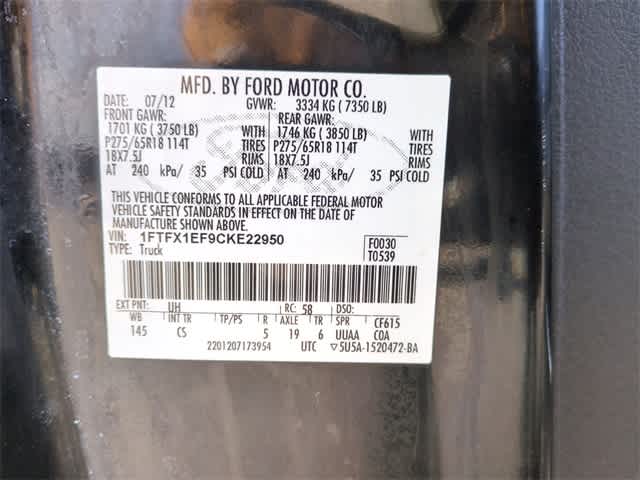 MFD. BY FORD MOTOR CO.
DATE: 07/12 GVWR: 3334 KG ( 7350 LB)
FRONT GAWR: REAR GAWR:
1701 KG ( 3750 LB) WITH 1746 KG ( 3850 LB) WITH
P275/65R18 114T TIRES P275/65R18 114T TIRES
18X7.5J RIMS 18X7.5J RIMS
AT 240 kPa/ 35 PSI COLD AT 240 kPa/ 35 PSI COLD
THIS VEHICLE CONFORMS TO ALL APPLICABLE FEDERAL MOTOR
VEHICLE SAFETY STANDARDS IN EFFECT ON THE DATE OF
MANUFACTURE SHOWN ABOVE.
VIN: 1FTFX1EF9CKE22950 F0030
TYPE: Truck T0539
EXT PNT: UH RC: 58 DSO:
WB INT TR TP/PS R AXLE TR SPR CF615
145 CS 5 19 6 UUAA COA
2201207173954 UTC ▽5U5A-1520472-BA